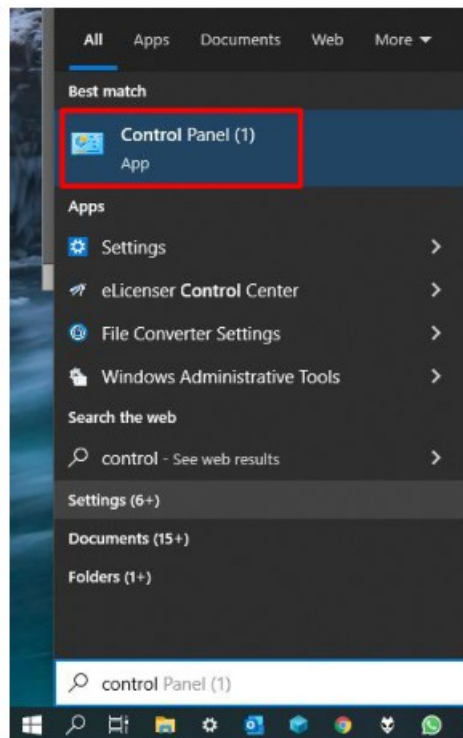 All Apps Documents Web More
Best match
Control Panel (1)
App
Apps
Settings
eLicenser Control Center
File Converter Settings
Windows Administrative Tools
Search the web
control - See web results
Settings (6+)
Documents (15+)
Folders (1+)
control Panel (1)